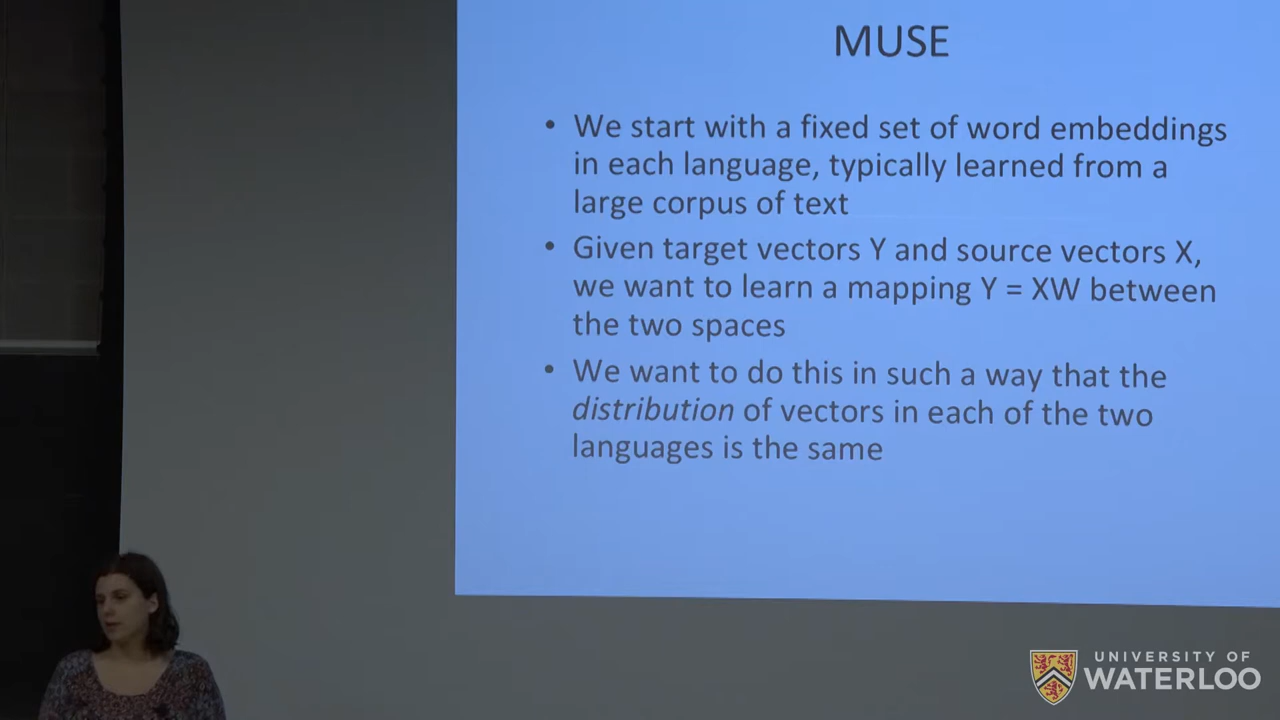 MUSE
• We start with a fixed set of word embeddings
in each language, typically learned from a
large corpus of text
• Given target vectors Y and source vectors X,
we want to learn a mapping Y = XW between
the two spaces
• We want to do this in such a way that the
distribution of vectors in each of the two
languages is the same
UNIVERSITY OF
WATERLOO